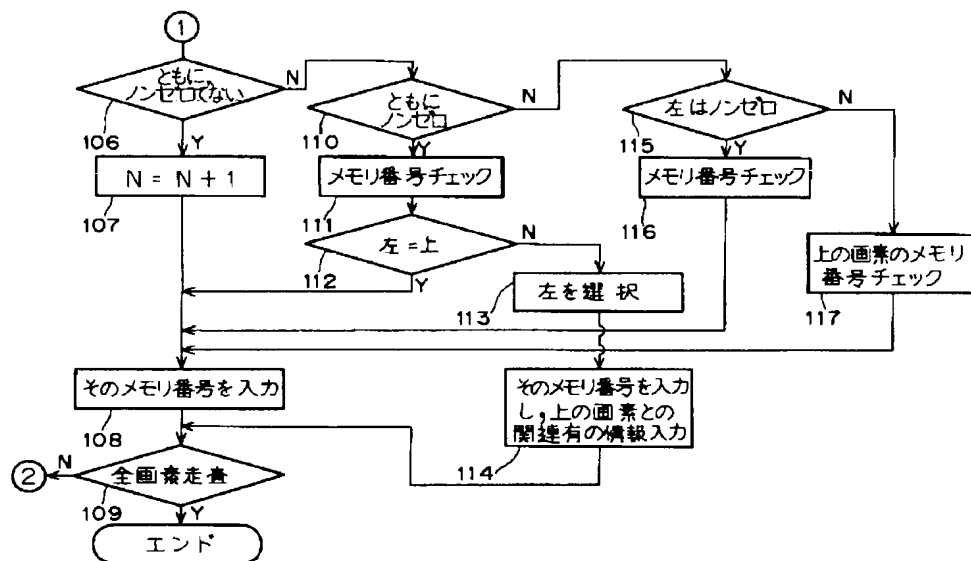 1
ともに,
ノンゼロでない
N
Y
106
N = N + 1
107
ともに
ノンゼロ
N
Y
110
メモリ番号チェック
111
左 = 上
N
Y
112
左を選択
113
そのメモリ番号を入力
し,上の画素との
関連有の情報入力
114
左はノンゼロ
N
Y
115
メモリ番号チェック
116
上の画素のメモリ
番号チェック
117
そのメモリ番号を入力
108
全画素走査
N
2
Y
109
エンド